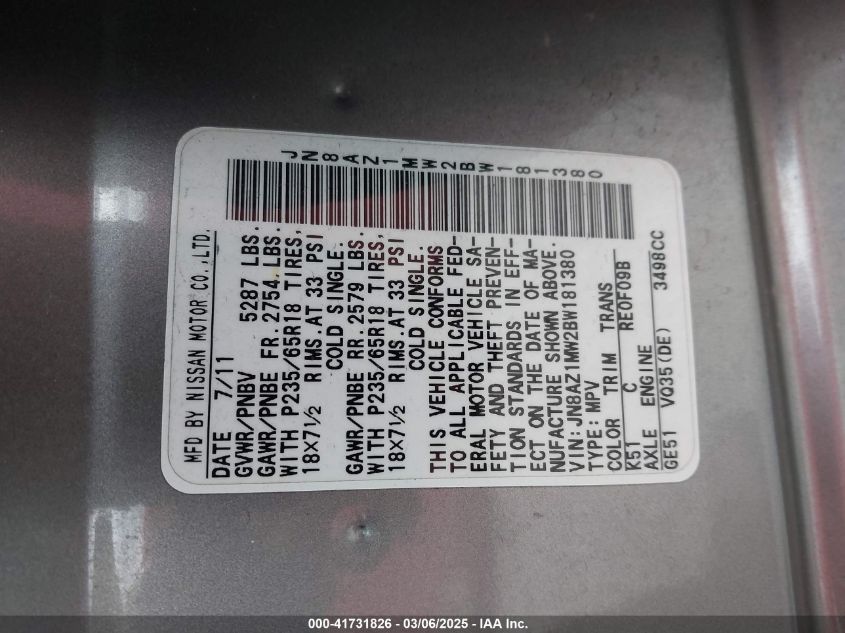 MFD BY NISSAN MOTOR CO.,LTD.
DATE 7/11
GVWR/PNBV 5287 LBS.
GAWR/PNBE FR. 2754 LBS.
WITH P235/65R18 TIRES,
18X7½ RIMS.AT 33 PSI
COLD SINGLE.
GAWR/PNBE RR. 2579 LBS.
WITH P235/65R18 TIRES,
18X7½ RIMS.AT 33 PSI
COLD SINGLE.
THIS VEHICLE CONFORMS
TO ALL APPLICABLE FED-
ERAL MOTOR VEHICLE SA-
FETY AND THEFT PREVEN-
TION STANDARDS IN EFF-
ECT ON THE DATE OF MA-
NUFACTURE SHOWN ABOVE.
VIN:JN8AZ1MW2BW181380
TYPE:MPV
COLOR TRIM TRANS
K51 C RE0F09B
AXLE ENGINE
GE51 VQ35(DE) 3498CC
JN8AZ1MW2BW181380
000-41731826 - 03/06/2025 - IAA Inc.